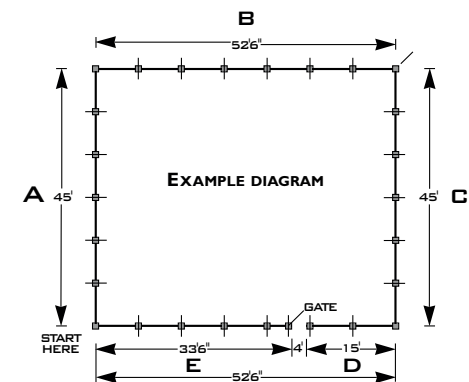 B
52'6"
EXAMPLE DIAGRAM
A 45'
45' C
GATE
START
HERE
33'6" 4' 15'
E D
52'6"